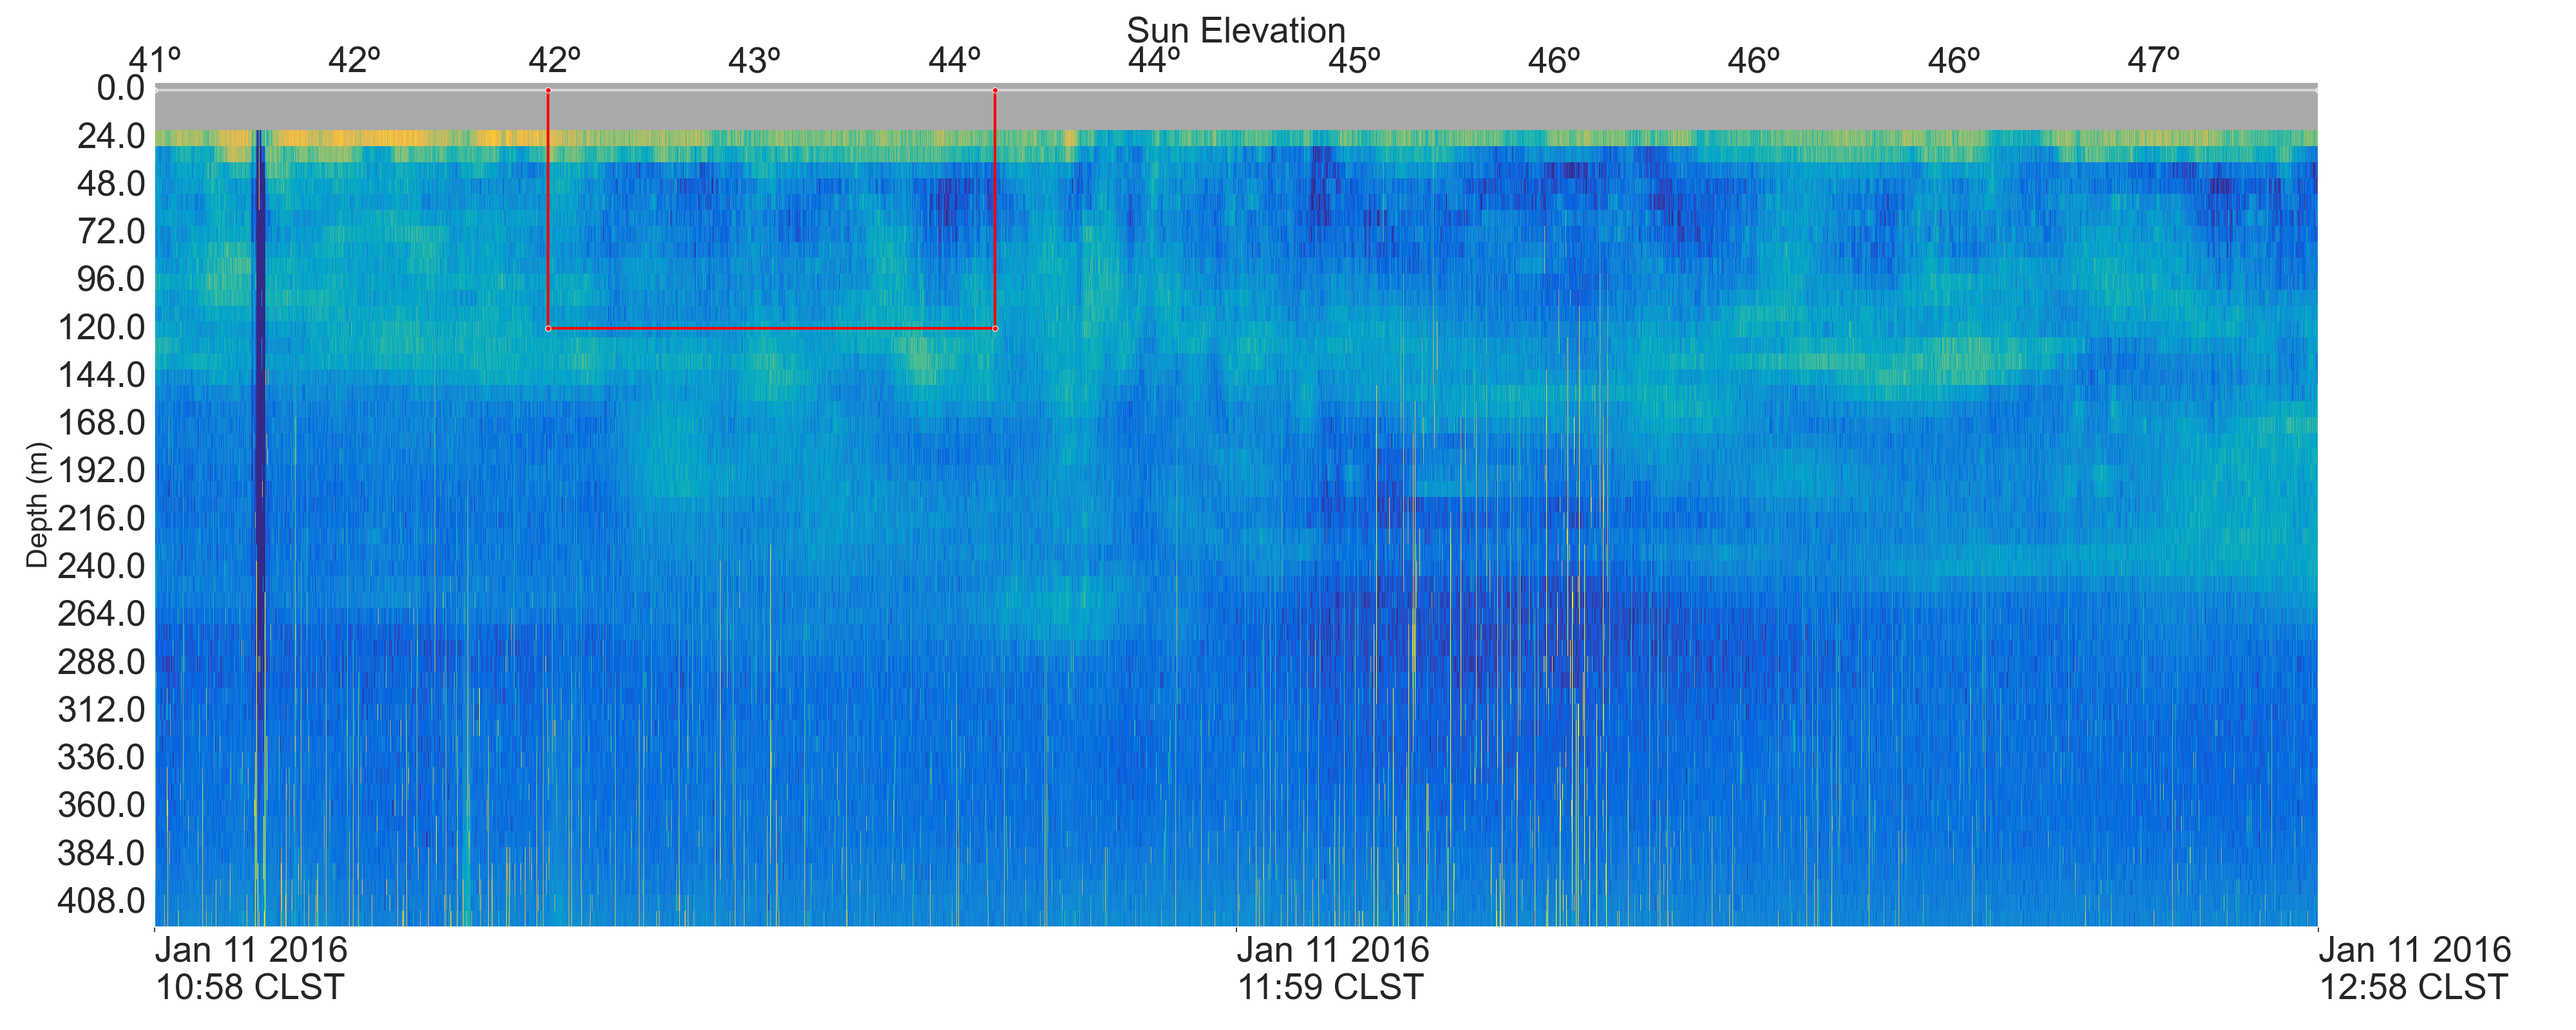 Sun Elevation
41º 42º 42º 43º 44º 44º 45º 46º 46º 46º 47º
0.0
24.0
48.0
72.0
96.0
120.0
144.0
168.0
192.0
216.0
240.0
264.0
288.0
312.0
336.0
360.0
384.0
408.0
Depth (m)
Jan 11 2016
10:58 CLST
Jan 11 2016
11:59 CLST
Jan 11 2016
12:58 CLST